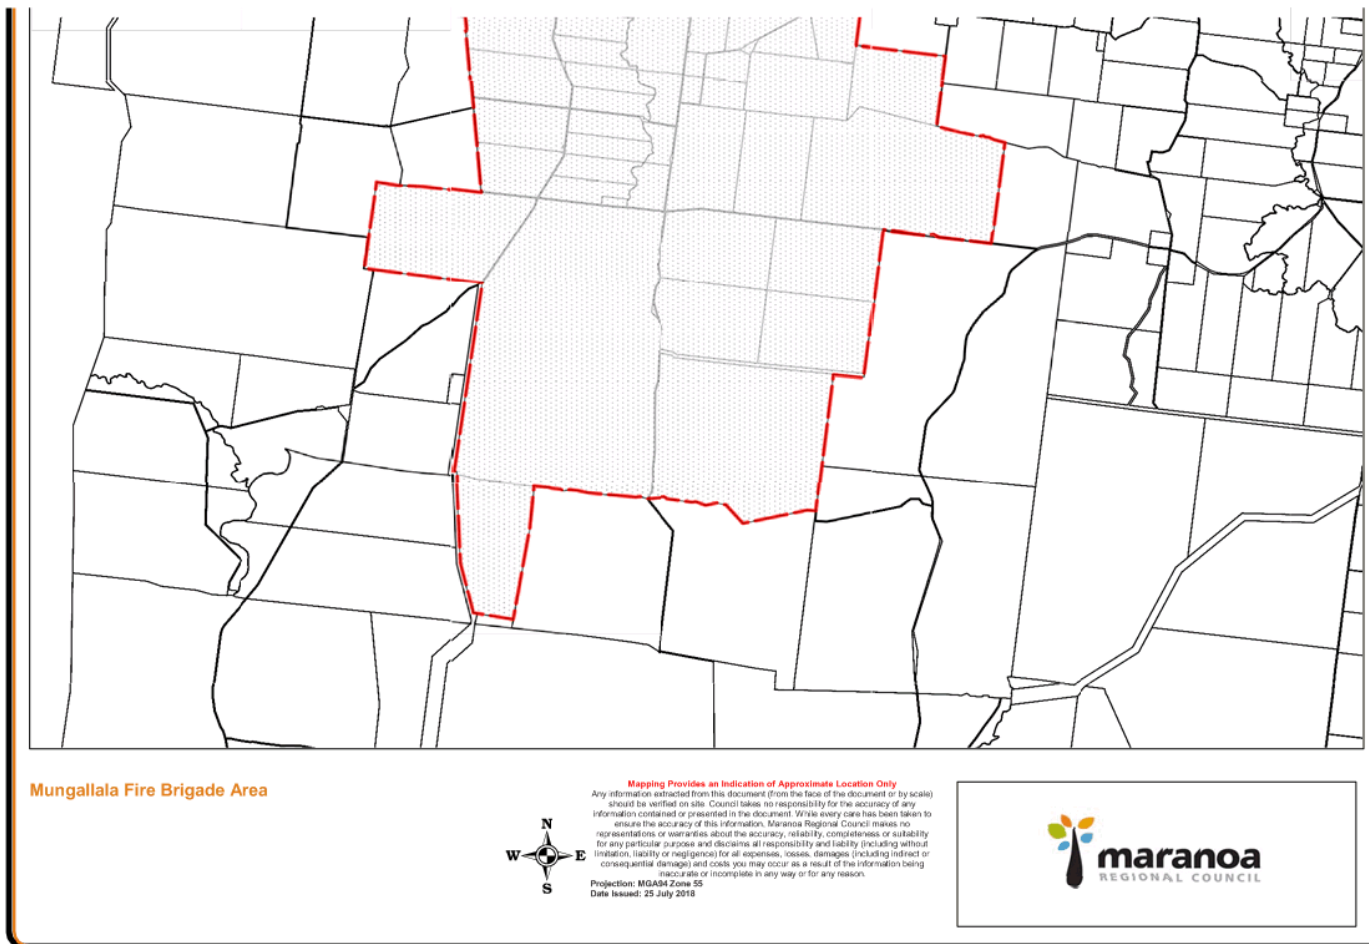 Mungallala Fire Brigade Area
Mapping Provides an Indication of Approximate Location Only
Any information extracted from this document (from the face of the document or by scale)
should be verified on site. Council takes no responsibility for the accuracy of any
information contained or presented in the document. While every care has been taken to
ensure the accuracy of this information, Maranoa Regional Council makes no
representations or warranties about the accuracy, reliability, completeness or suitability
for any particular purpose and disclaims all responsibility and liability (including without
limitation, liability or negligence) for all expenses, losses, damages (including indirect or
consequential damage) and costs you may occur as a result of the information being
inaccurate or incomplete in any way or for any reason.
Projection: MGA94 Zone 55
Date Issued: 25 July 2018
N
W E
S
maranoa
REGIONAL COUNCIL